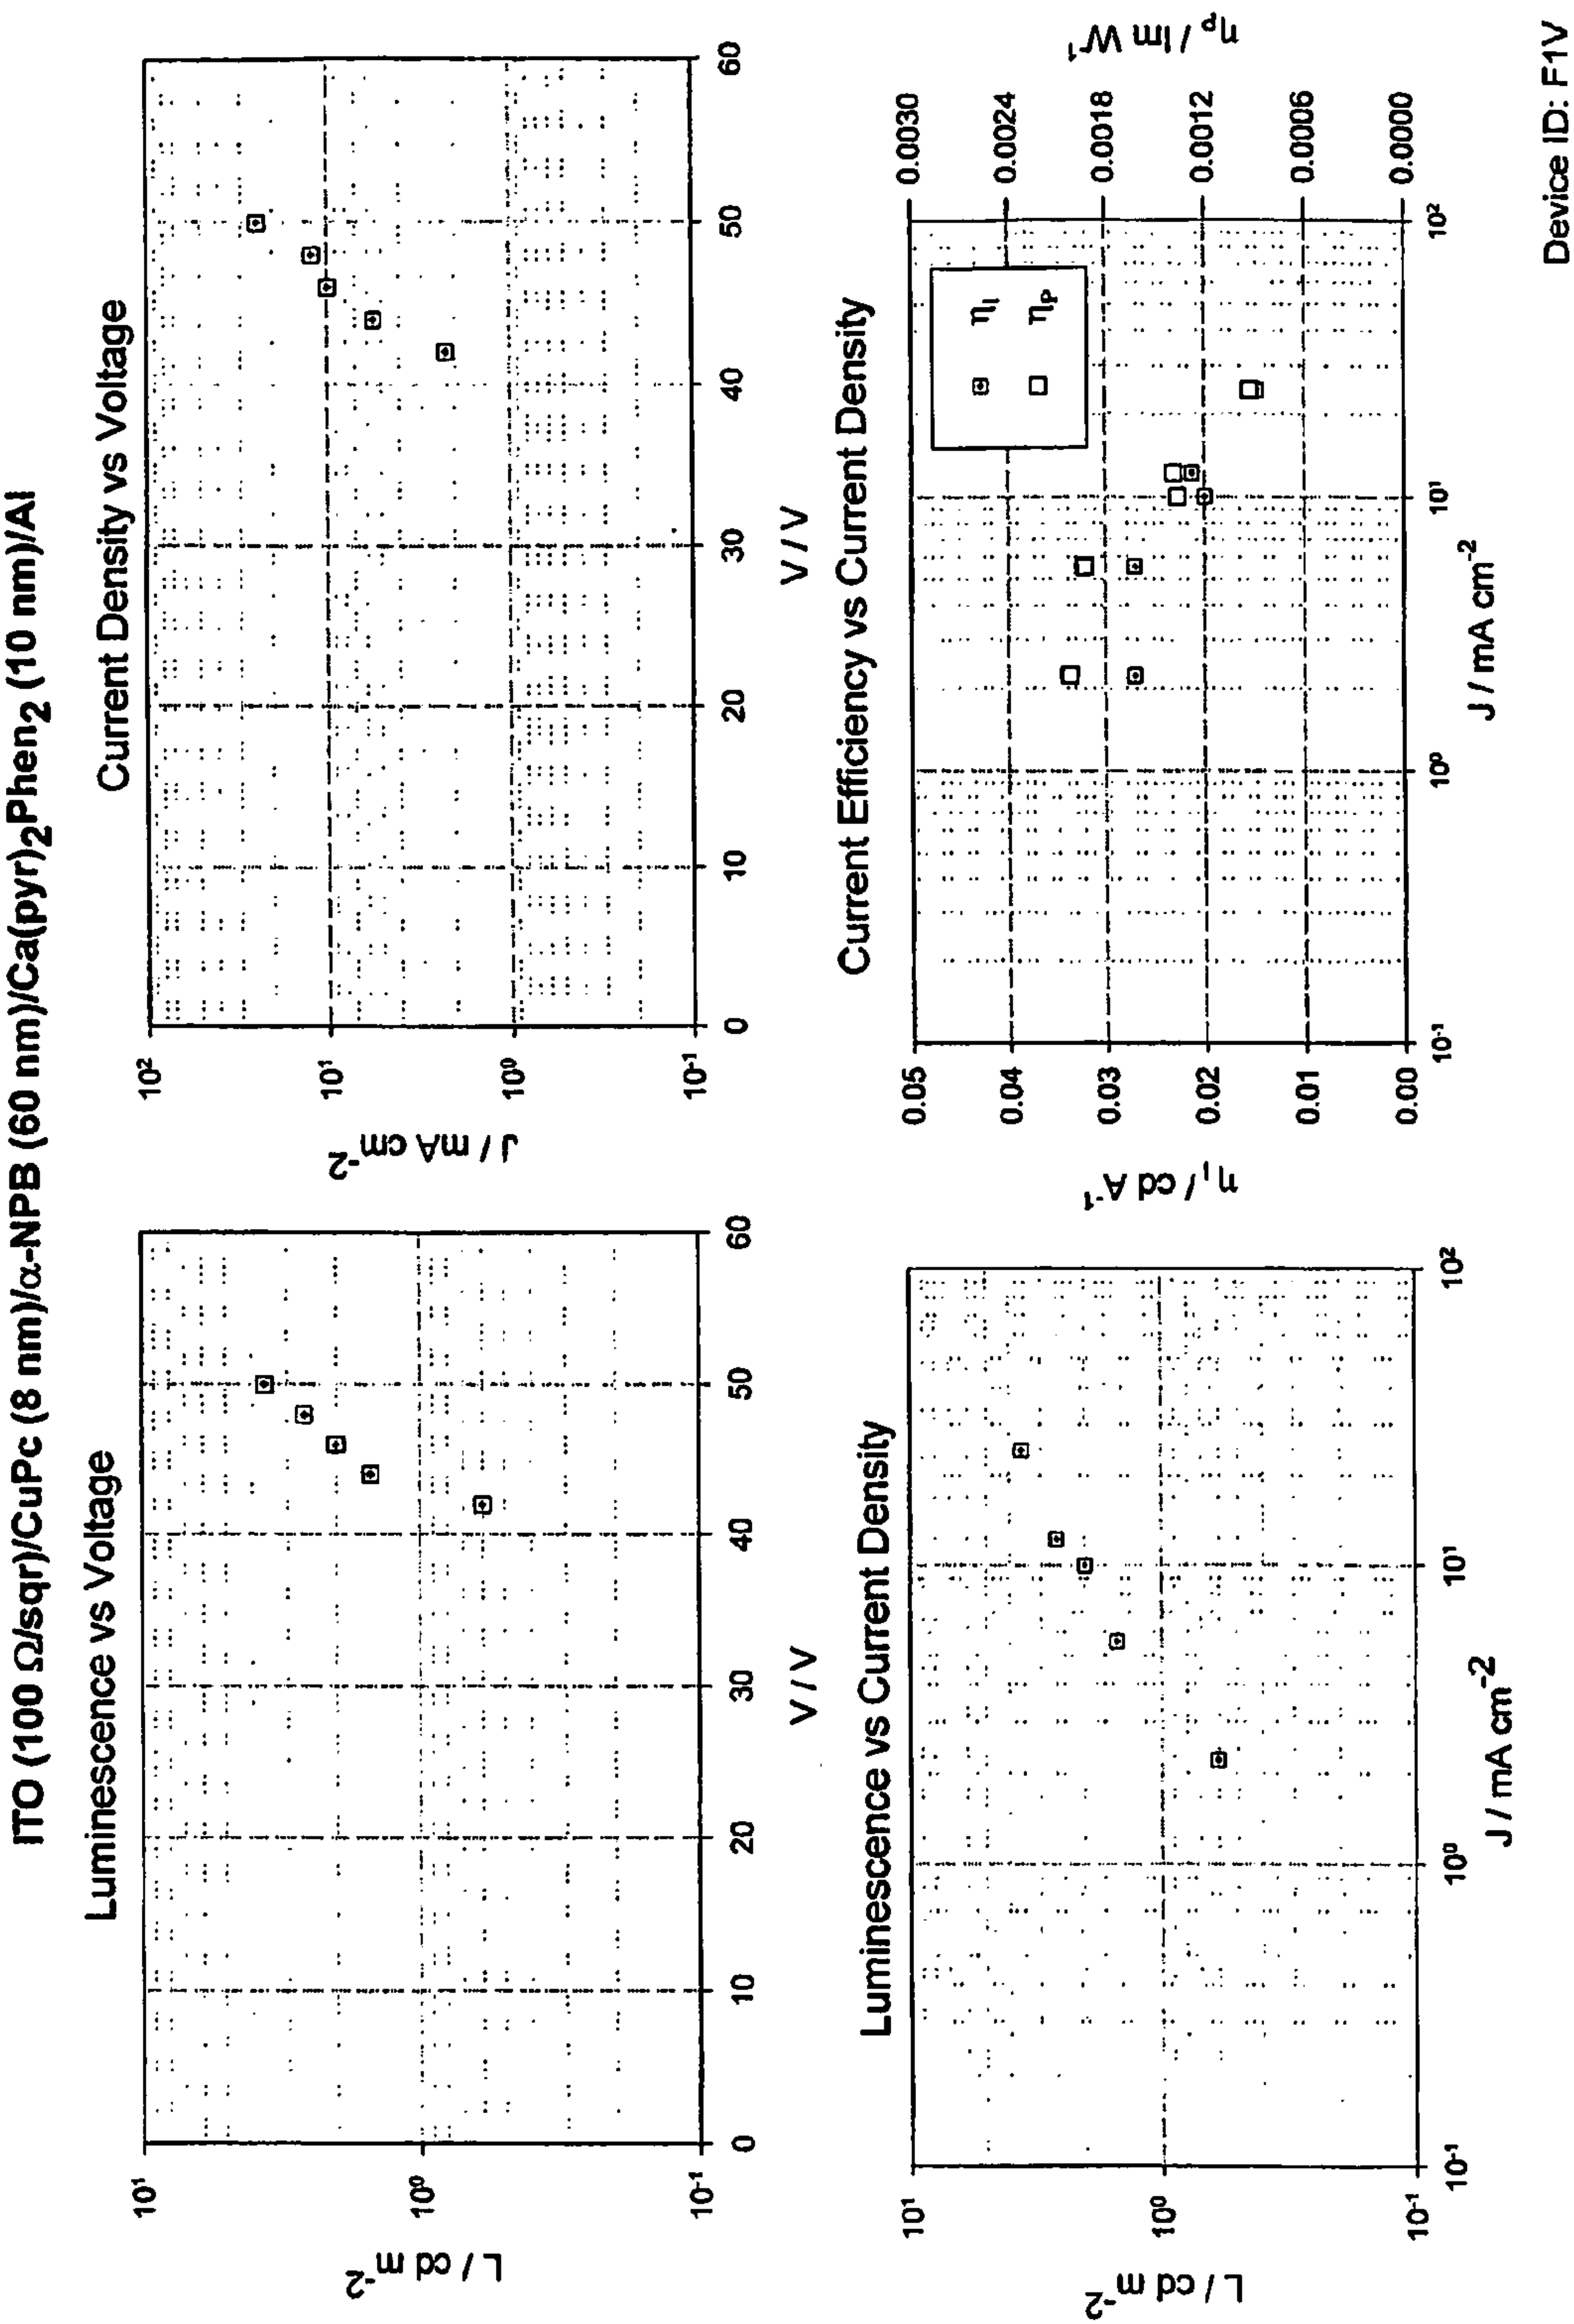 ITO (100 Ω/sqr)/CuPc (8 nm)/α-NPB (60 nm)/Ca(pyr)₂Phen₂ (10 nm)/Al
Luminescence vs Voltage
L / cd m⁻²
10¹
10⁰
10⁻¹
0 10 20 30 40 50 60
V / V
Current Density vs Voltage
J / mA cm⁻²
10²
10¹
10⁰
10⁻¹
0 10 20 30 40 50 60
V / V
Luminescence vs Current Density
L / cd m⁻²
10¹
10⁰
10⁻¹
10⁻¹ 10⁰ 10¹ 10²
J / mA cm⁻²
Current Efficiency vs Current Density
η_I / cd A⁻¹
0.05
0.04
0.03
0.02
0.01
0.00
10⁻¹ 10⁰ 10¹ 10²
J / mA cm⁻²
η_I
η_P
0.0030
0.0024
0.0018
0.0012
0.0006
0.0000
η_p / lm W⁻¹
Device ID: F1V